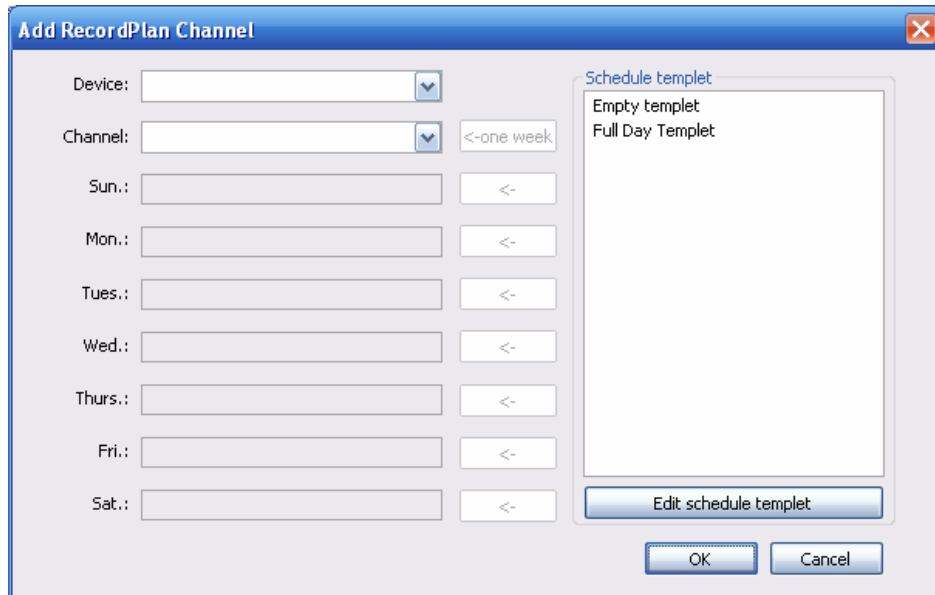 Add RecordPlan Channel
Device:
Channel:
<-one week
Sun.:
<-
Mon.:
<-
Tues.:
<-
Wed.:
<-
Thurs.:
<-
Fri.:
<-
Sat.:
<-
Schedule templet
Empty templet
Full Day Templet
Edit schedule templet
OK
Cancel